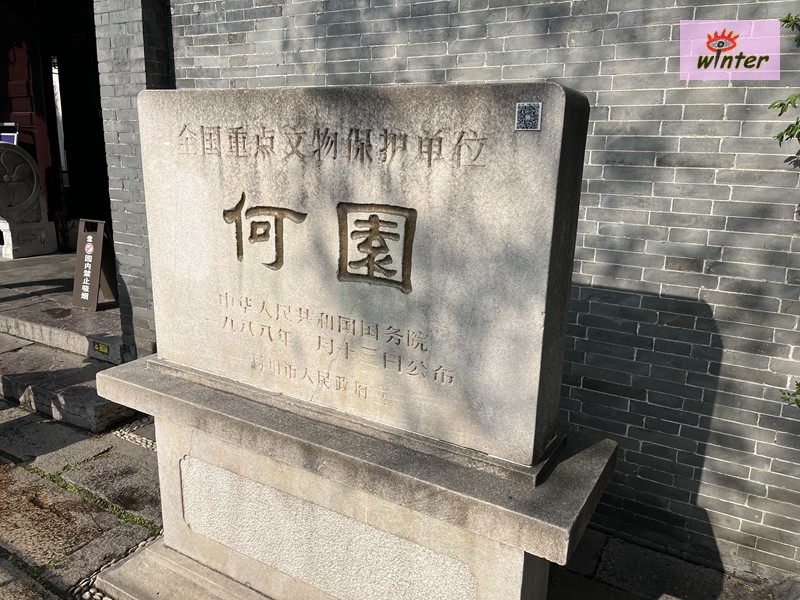 winter
全国重点文物保护单位
何園
中华人民共和国国务院
一九八八年一月十三日公布
扬州市人民政府立
园内禁止吸烟